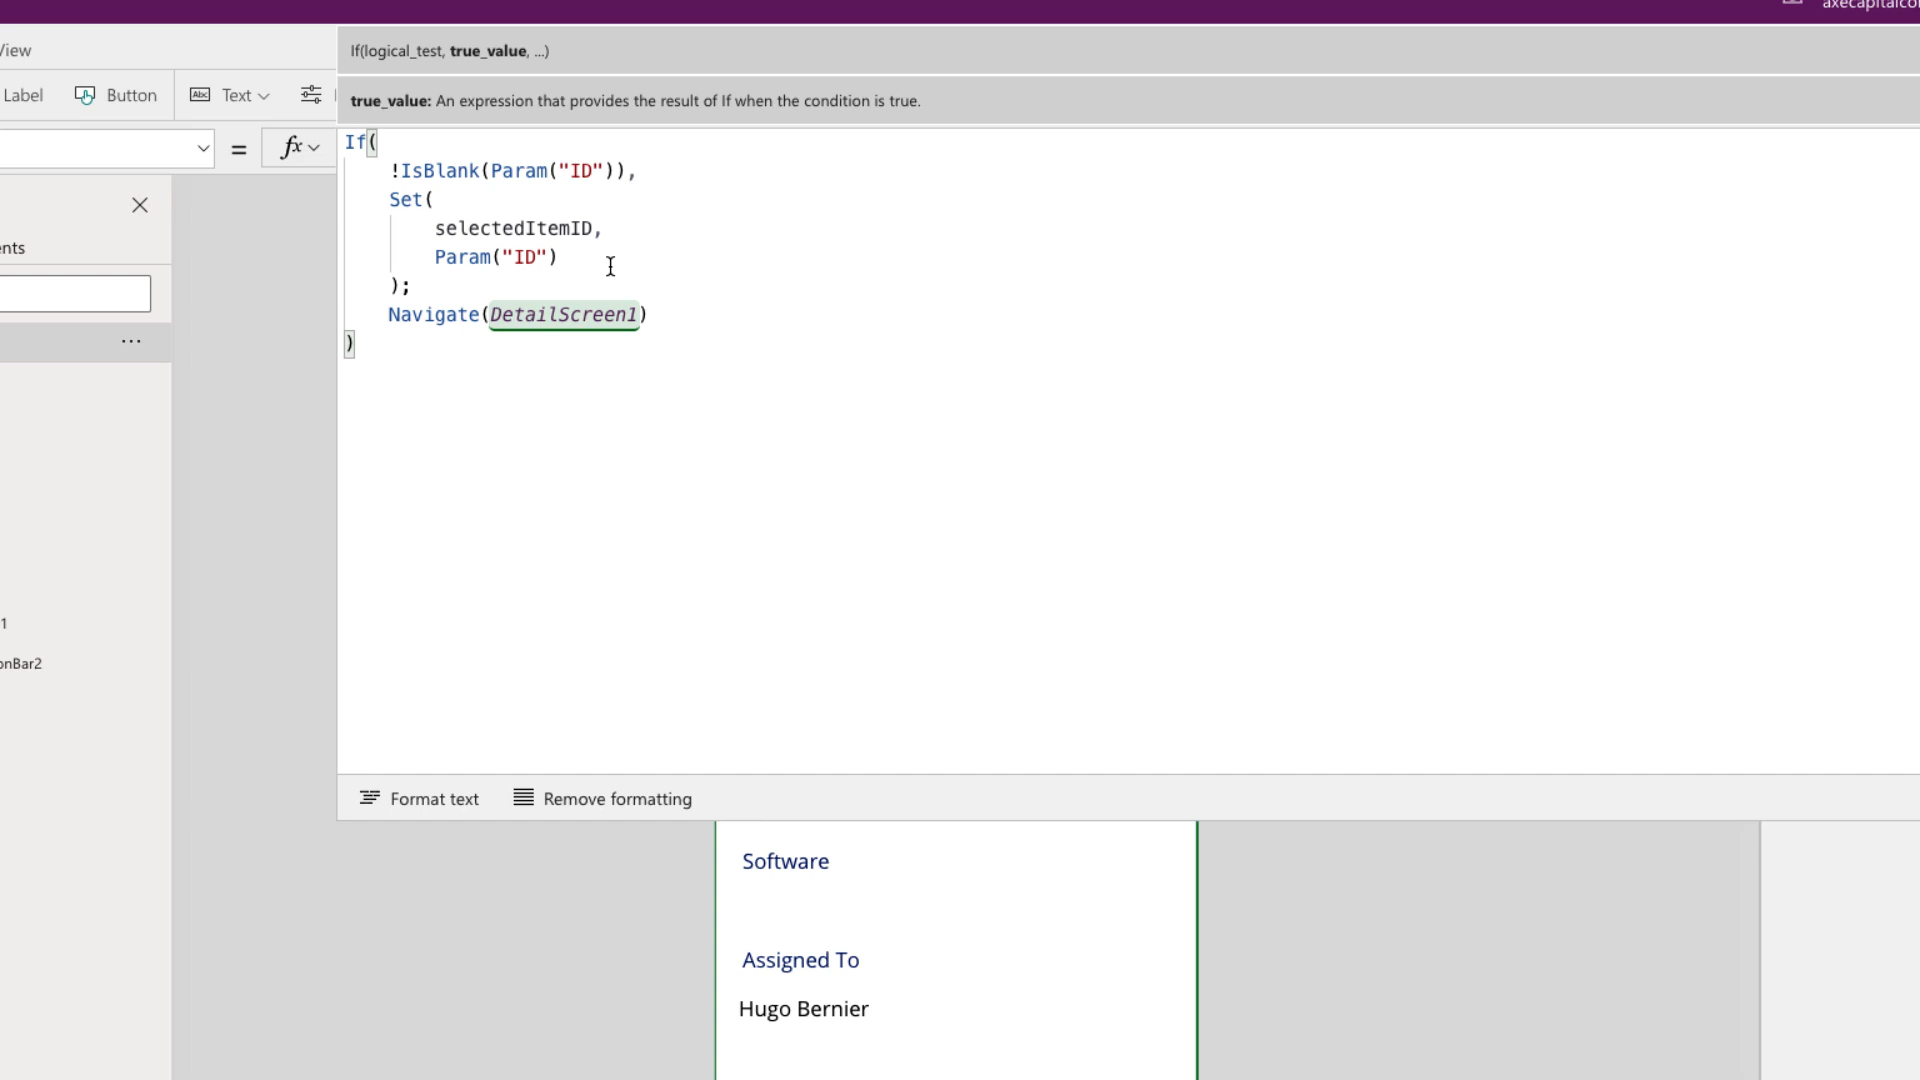 If(logical_test, true_value, ...)
View
Label Button Text
true_value: An expression that provides the result of If when the condition is true.
= fx
If(
!IsBlank(Param("ID")),
Set(
selectedItemID,
Param("ID")
);
Navigate(DetailScreen1)
)
ents
...
1
onBar2
Format text Remove formatting
Software
Assigned To
Hugo Bernier